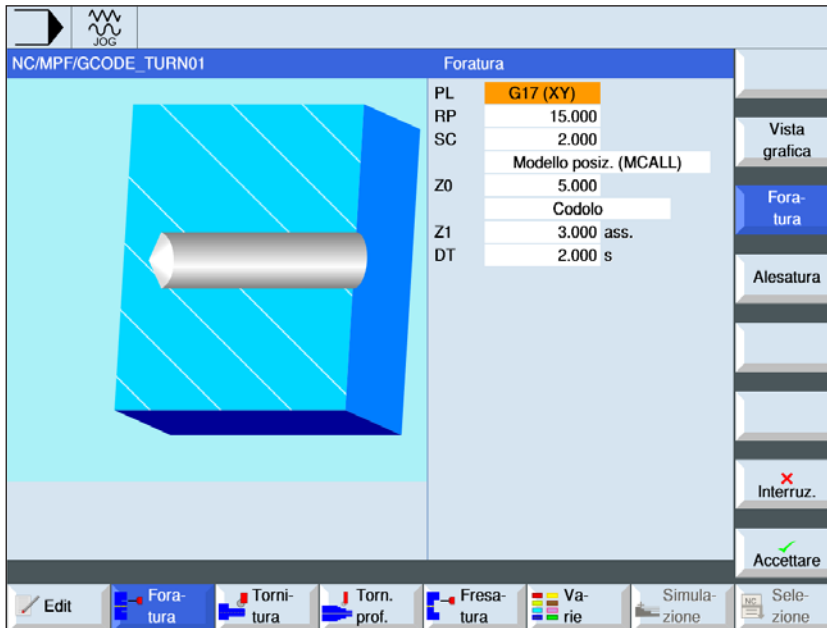 JOG
NC/MPF/GCODE_TURN01 Foratura
PL G17 (XY)
RP 15.000
SC 2.000
Modello posiz. (MCALL)
Z0 5.000
Codolo
Z1 3.000 ass.
DT 2.000 s
Vista
grafica
Fora-
tura
Alesatura
Interruz.
Accettare
Edit
Fora-
tura
Torni-
tura
Torn.
prof.
Fresa-
tura
Va-
rie
Simula-
zione
NC
Sele-
zione